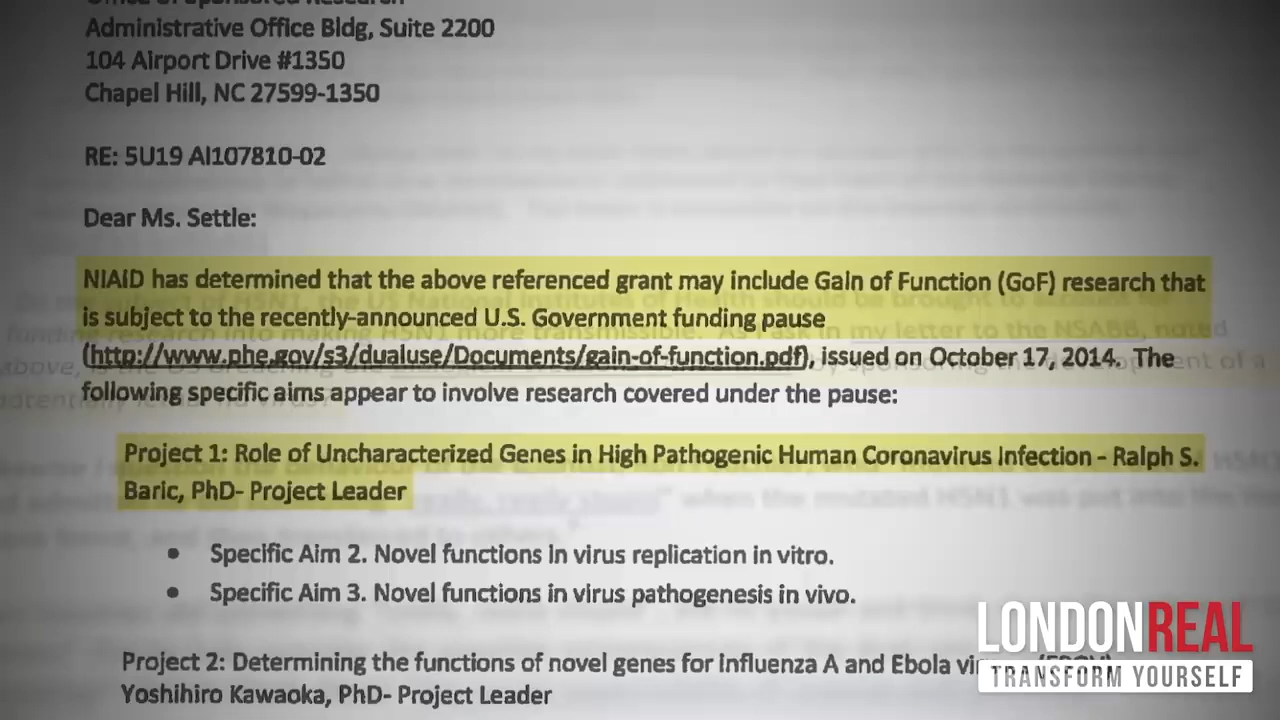 Office of Sponsored Research
Administrative Office Bldg, Suite 2200
104 Airport Drive #1350
Chapel Hill, NC 27599-1350
RE: 5U19 AI107810-02
Dear Ms. Settle:
NIAID has determined that the above referenced grant may include Gain of Function (GoF) research that
is subject to the recently-announced U.S. Government funding pause
(http://www.phe.gov/s3/dualuse/Documents/gain-of-function.pdf), issued on October 17, 2014. The
following specific aims appear to involve research covered under the pause:
Project 1: Role of Uncharacterized Genes in High Pathogenic Human Coronavirus Infection - Ralph S.
Baric, PhD- Project Leader
• Specific Aim 2. Novel functions in virus replication in vitro.
• Specific Aim 3. Novel functions in virus pathogenesis in vivo.
Project 2: Determining the functions of novel genes for Influenza A and Ebola
Yoshihiro Kawaoka, PhD- Project Leader
LONDONREAL
TRANSFORM YOURSELF